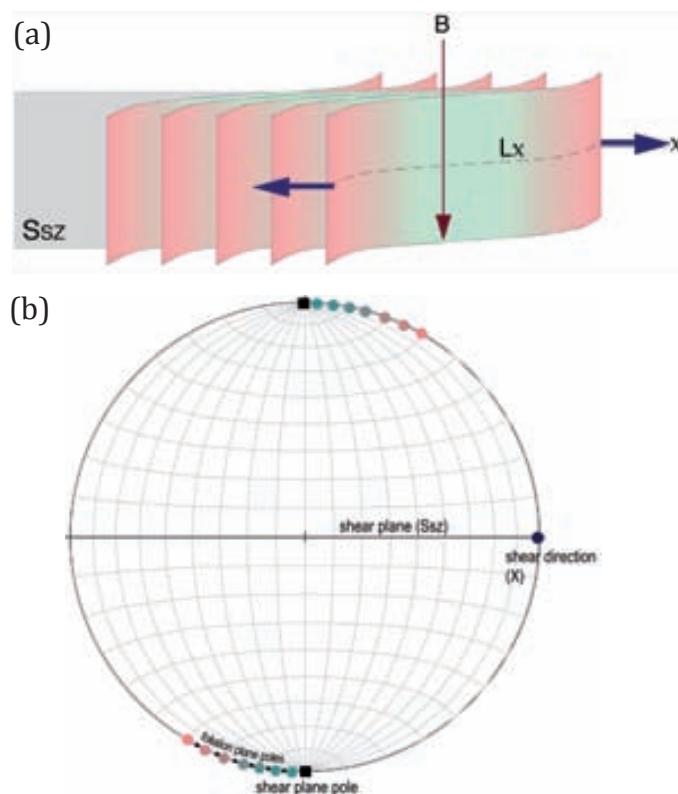 (a)
B
Lx
x
Ssz
(b)
shear plane (Ssz)
shear direction
(X)
foliation plane poles
shear plane pole